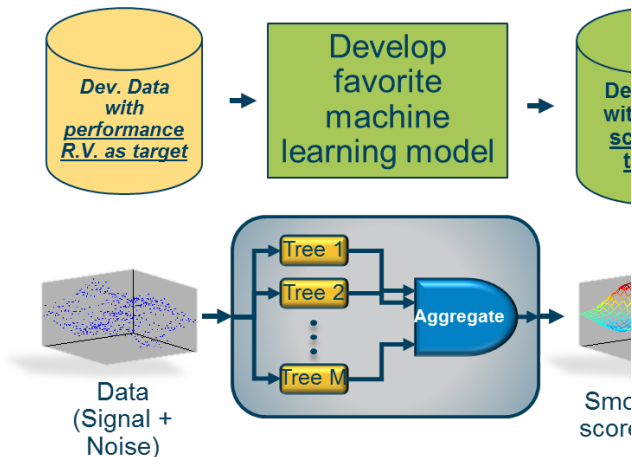 Dev. Data
with
performance
R.V. as target
Develop
favorite
machine
learning model
Tree 1
Tree 2
Tree M
Aggregate
Data
(Signal +
Noise)